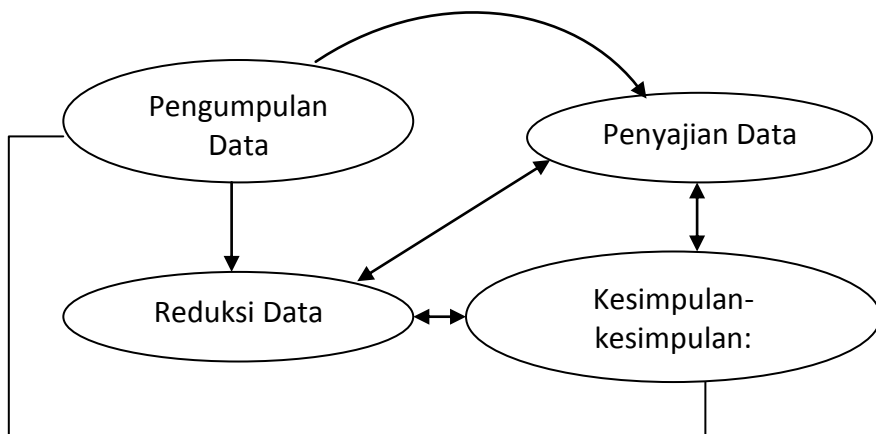 Pengumpulan
Data
Penyajian Data
Reduksi Data
Kesimpulan-
kesimpulan: